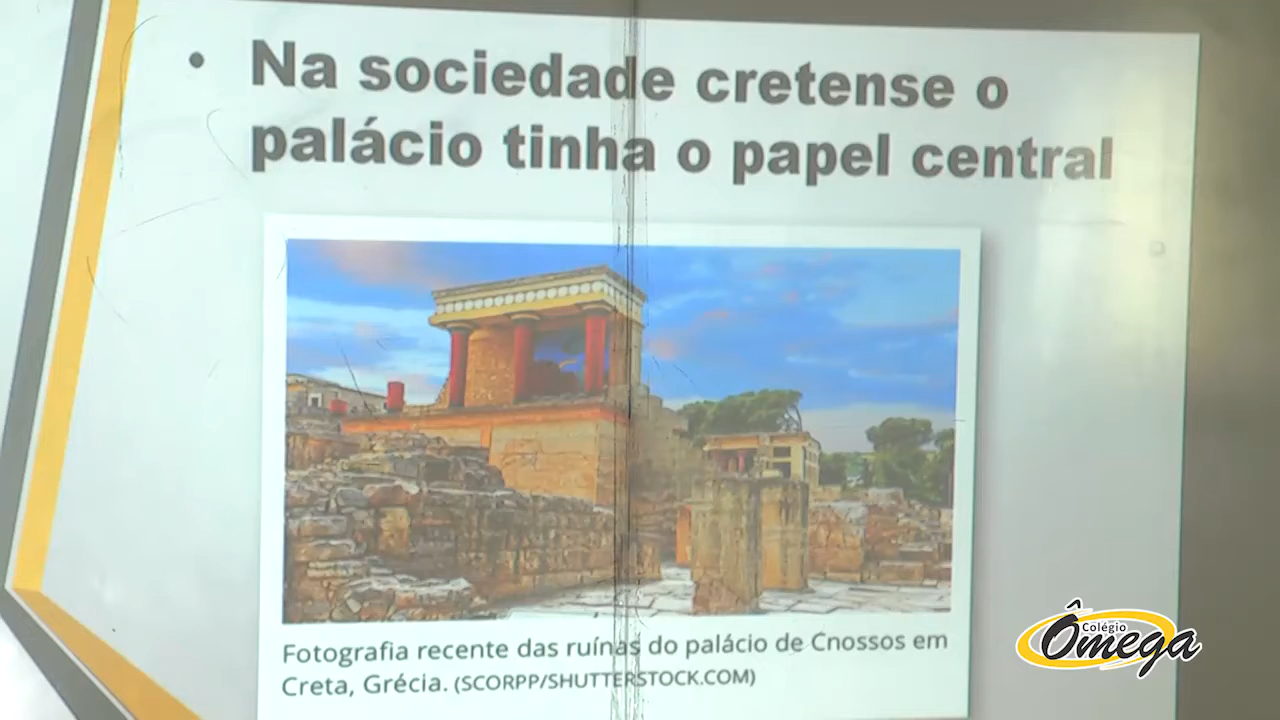 • Na sociedade cretense o
palácio tinha o papel central
Fotografia recente das ruínas do palácio de Cnossos em
Creta, Grécia. (SCORPP/SHUTTERSTOCK.COM)
Colégio
Ômega